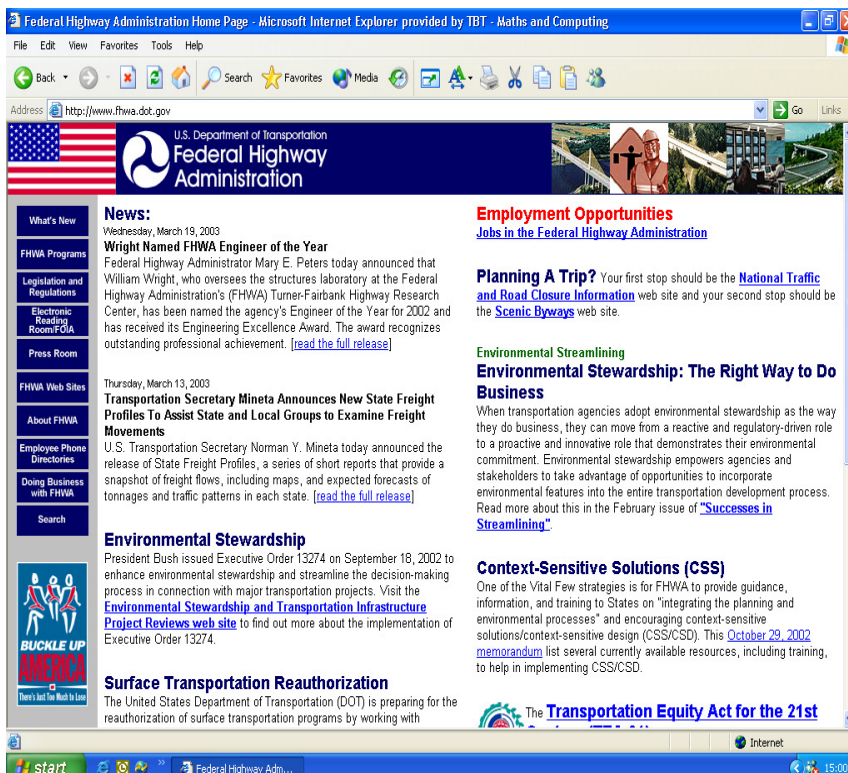 Federal Highway Administration Home Page - Microsoft Internet Explorer provided by TBT - Maths and Computing
File Edit View Favorites Tools Help
Back Search Favorites Media
Address http://www.fhwa.dot.gov Go Links
U.S. Department of Transportation
Federal Highway
Administration
What's New
FHWA Programs
Legislation and
Regulations
Electronic
Reading
Room/FOIA
Press Room
FHWA Web Sites
About FHWA
Employee Phone
Directories
Doing Business
with FHWA
Search
BUCKLE UP
AMERICA
There's Just Too Much to Lose
News:
Wednesday, March 19, 2003
Wright Named FHWA Engineer of the Year
Federal Highway Administrator Mary E. Peters today announced that
William Wright, who oversees the structures laboratory at the Federal
Highway Administration's (FHWA) Turner-Fairbank Highway Research
Center, has been named the agency's Engineer of the Year for 2002 and
has received its Engineering Excellence Award. The award recognizes
outstanding professional achievement. [read the full release]
Thursday, March 13, 2003
Transportation Secretary Mineta Announces New State Freight
Profiles To Assist State and Local Groups to Examine Freight
Movements
U.S. Transportation Secretary Norman Y. Mineta today announced the
release of State Freight Profiles, a series of short reports that provide a
snapshot of freight flows, including maps, and expected forecasts of
tonnages and traffic patterns in each state. [read the full release]
Environmental Stewardship
President Bush issued Executive Order 13274 on September 18, 2002 to
enhance environmental stewardship and streamline the decision-making
process in connection with major transportation projects. Visit the
Environmental Stewardship and Transportation Infrastructure
Project Reviews web site to find out more about the implementation of
Executive Order 13274.
Surface Transportation Reauthorization
The United States Department of Transportation (DOT) is preparing for the
reauthorization of surface transportation programs by working with
Employment Opportunities
Jobs in the Federal Highway Administration
Planning A Trip? Your first stop should be the National Traffic
and Road Closure Information web site and your second stop should be
the Scenic Byways web site.
Environmental Streamlining
Environmental Stewardship: The Right Way to Do
Business
When transportation agencies adopt environmental stewardship as the way
they do business, they can move from a reactive and regulatory-driven role
to a proactive and innovative role that demonstrates their environmental
commitment. Environmental stewardship empowers agencies and
stakeholders to take advantage of opportunities to incorporate
environmental features into the entire transportation development process.
Read more about this in the February issue of "Successes in
Streamlining".
Context-Sensitive Solutions (CSS)
One of the Vital Few strategies is for FHWA to provide guidance,
information, and training to States on "integrating the planning and
environmental processes" and encouraging context-sensitive
solutions/context-sensitive design (CSS/CSD). This October 29, 2002
memorandum list several currently available resources, including training,
to help in implementing CSS/CSD.
The Transportation Equity Act for the 21st
Internet
start Federal Highway Adm... 15:00